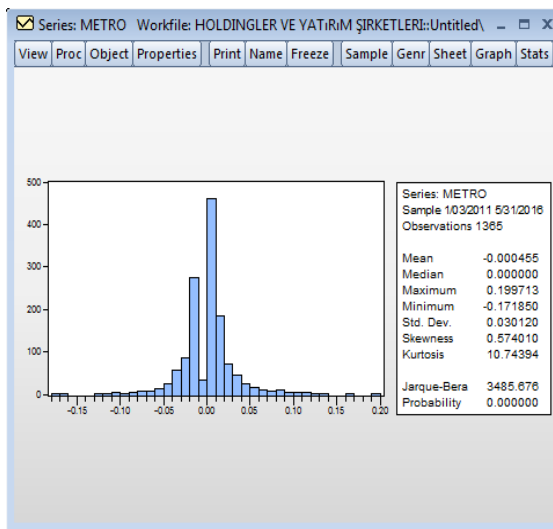 Series: METRO Workfile: HOLDINGLER VE YATıRıM ŞIRKETLERI::Untitled\
View Proc Object Properties Print Name Freeze Sample Genr Sheet Graph Stats
500
400
300
200
100
0
-0.15 -0.10 -0.05 0.00 0.05 0.10 0.15 0.20
Series: METRO
Sample 1/03/2011 5/31/2016
Observations 1365
Mean -0.000455
Median 0.000000
Maximum 0.199713
Minimum -0.171850
Std. Dev. 0.030120
Skewness 0.574010
Kurtosis 10.74394
Jarque-Bera 3485.676
Probability 0.000000